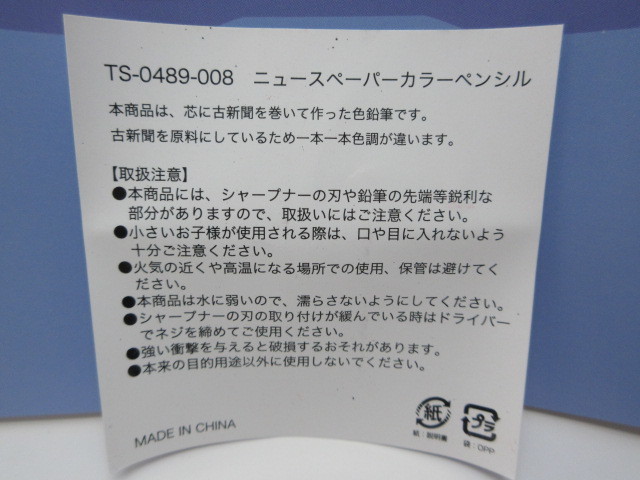 TS-0489-008　ニュースペーパーカラーペンシル
本商品は、芯に古新聞を巻いて作った色鉛筆です。
古新聞を原料にしているため一本一本色調が違います。
【取扱注意】
●本商品には、シャープナーの刃や鉛筆の先端等鋭利な
部分がありますので、取扱いにはご注意ください。
●小さいお子様が使用される際は、口や目に入れないよう
十分ご注意ください。
●火気の近くや高温になる場所での使用、保管は避けてく
ださい。
●本商品は水に弱いので、濡らさないようにしてください。
●シャープナーの刃の取り付けが緩んでいる時はドライバー
でネジを締めてご使用ください。
●強い衝撃を与えると破損するおそれがあります。
●本来の目的用途以外に使用しないでください。
MADE IN CHINA
紙
プラ
紙：説明書
袋：OPP